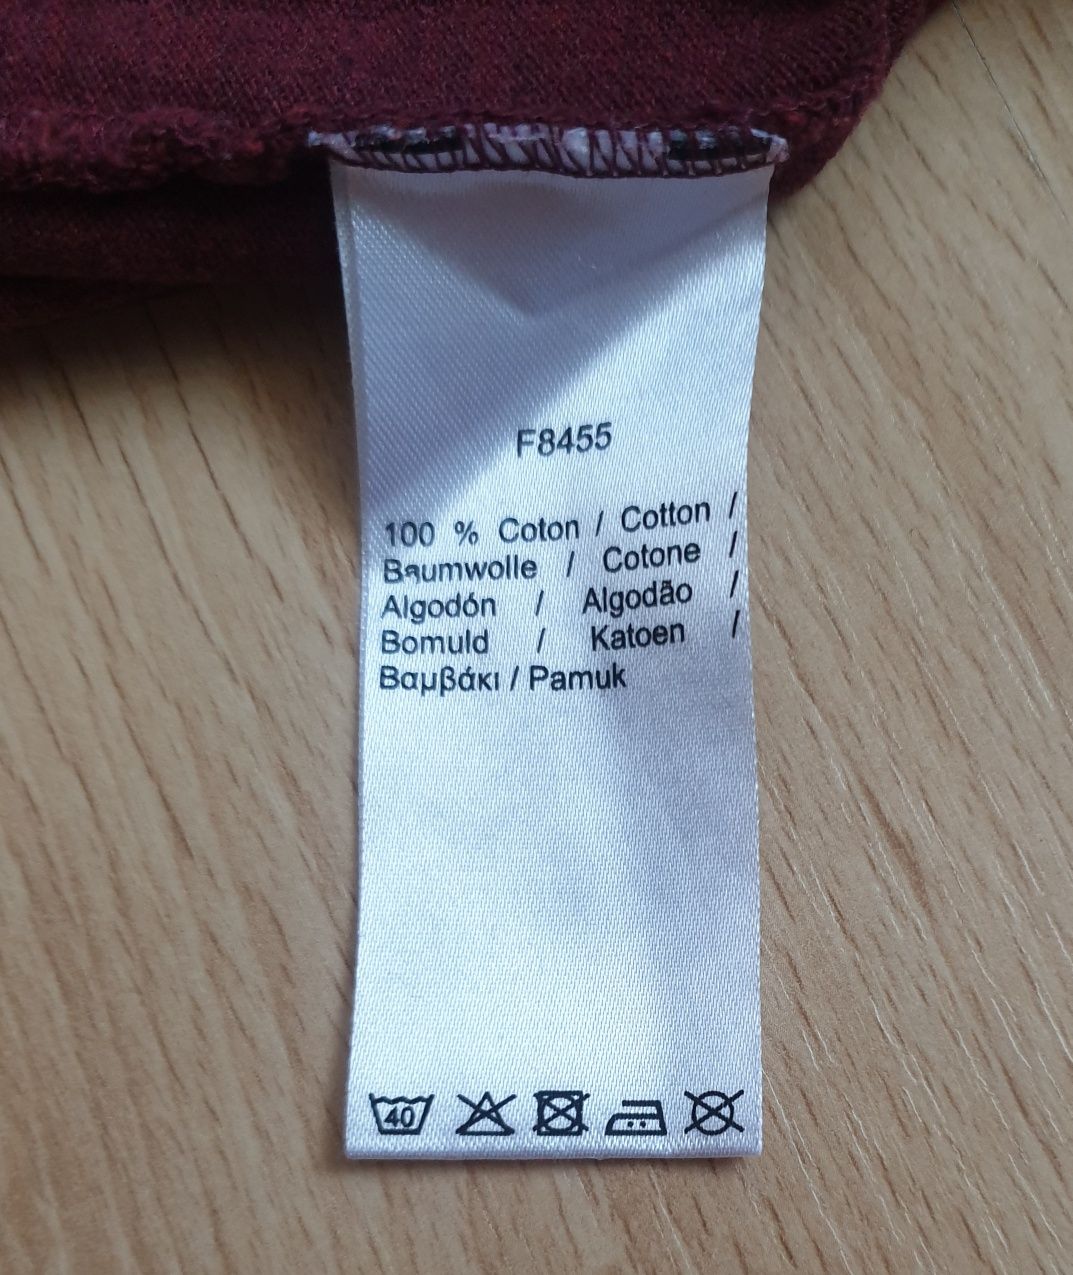 F8455
100 % Coton / Cotton /
Baumwolle / Cotone /
Algodón / Algodão /
Bomuld / Katoen /
Βαμβάκι / Pamuk
40